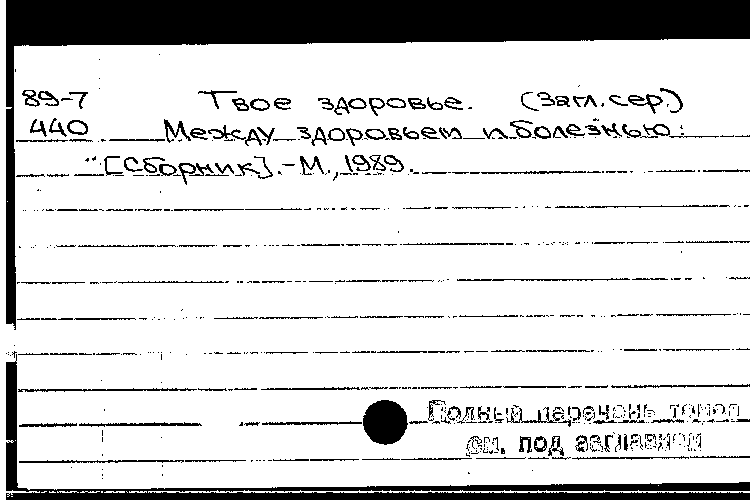 89-7 Твое здоровье. (Загл. сер.)
440 Между здоровьем и болезнью:
[Сборник]. - М., 1989.
Полный перечень томов
см. под заглавием